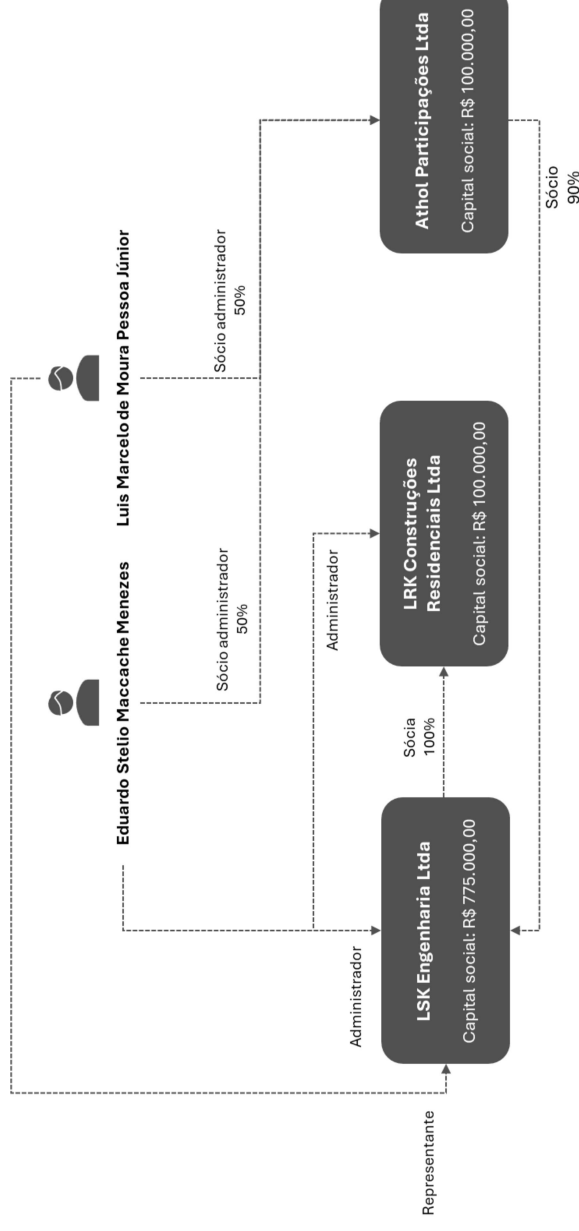 Eduardo Stelio Maccache Menezes
Luis Marcelo de Moura Pessoa Júnior
Sócio administrador
50%
Sócio administrador
50%
Representante
Administrador
Administrador
LSK Engenharia Ltda
Capital social: R$ 775.000,00
Sócia
100%
LRK Construções
Residenciais Ltda
Capital social: R$ 100.000,00
Athol Participações Ltda
Capital social: R$ 100.000,00
Sócio
90%